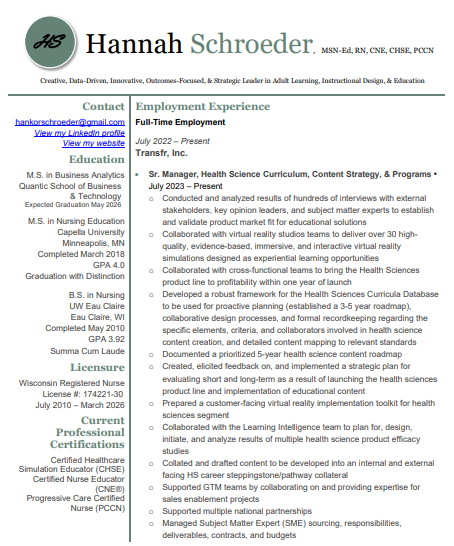 HS
Hannah Schroeder, MSN-Ed, RN, CNE, CHSE, PCCN
Creative, Data-Driven, Innovative, Outcomes-Focused, & Strategic Leader in Adult Learning, Instructional Design, & Education
Contact
hankorschroeder@gmail.com
View my LinkedIn profile
View my website
Education
M.S. in Business Analytics
Quantic School of Business
& Technology
Expected Graduation May 2026
M.S. in Nursing Education
Capella University
Minneapolis, MN
Completed March 2018
GPA 4.0
Graduation with Distinction
B.S. in Nursing
UW Eau Claire
Eau Claire, WI
Completed May 2010
GPA 3.92
Summa Cum Laude
Licensure
Wisconsin Registered Nurse
License #: 174221-30
July 2010 – March 2026
Current
Professional
Certifications
Certified Healthcare
Simulation Educator (CHSE)
Certified Nurse Educator
(CNE®)
Progressive Care Certified
Nurse (PCCN)
Employment Experience
Full-Time Employment
July 2022 – Present
Transfr, Inc.
• Sr. Manager, Health Science Curriculum, Content Strategy, & Programs •
July 2023 – Present
o Conducted and analyzed results of hundreds of interviews with external
stakeholders, key opinion leaders, and subject matter experts to establish
and validate product market fit for educational solutions
o Collaborated with virtual reality studios teams to deliver over 30 high-
quality, evidence-based, immersive, and interactive virtual reality
simulations designed as experiential learning opportunities
o Collaborated with cross-functional teams to bring the Health Sciences
product line to profitability within one year of launch
o Developed a robust framework for the Health Sciences Curricula Database
to be used for proactive planning (established a 3-5 year roadmap),
collaborative design processes, and formal recordkeeping regarding the
specific elements, criteria, and collaborators involved in health science
content creation, and detailed content mapping to relevant standards
o Documented a prioritized 5-year health science content roadmap
o Created, elicited feedback on, and implemented a strategic plan for
evaluating short and long-term as a result of launching the health sciences
product line and implementation of educational content
o Prepared a customer-facing virtual reality implementation toolkit for health
sciences segment
o Collaborated with the Learning Intelligence team to plan for, design,
initiate, and analyze results of multiple health science product efficacy
studies
o Collated and drafted content to be developed into an internal and external
facing HS career steppingstone/pathway collateral
o Supported GTM teams by collaborating on and providing expertise for
sales enablement projects
o Supported multiple national partnerships
o Managed Subject Matter Expert (SME) sourcing, responsibilities,
deliverables, contracts, and budgets